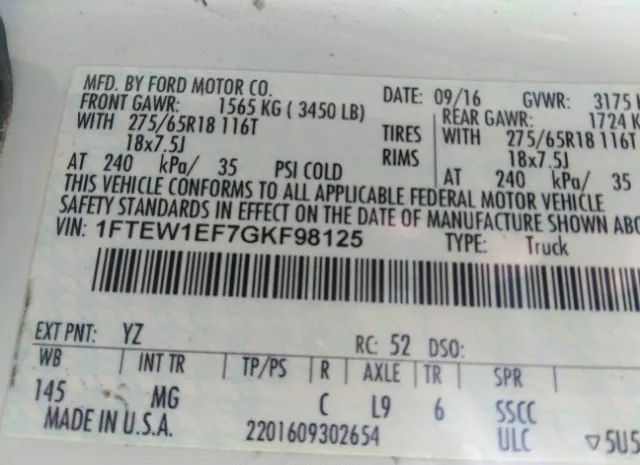 MFD. BY FORD MOTOR CO. DATE: 09/16 GVWR: 3175
FRONT GAWR: 1565 KG ( 3450 LB) REAR GAWR: 1724 K
WITH 275/65R18 116T TIRES WITH 275/65R18 116T
18x7.5J RIMS 18x7.5J
AT 240 kPa/ 35 PSI COLD AT 240 kPa/ 35
THIS VEHICLE CONFORMS TO ALL APPLICABLE FEDERAL MOTOR VEHICLE
SAFETY STANDARDS IN EFFECT ON THE DATE OF MANUFACTURE SHOWN ABO
VIN: 1FTEW1EF7GKF98125 TYPE: Truck
EXT PNT: YZ RC: 52 DSO:
WB INT TR TP/PS R AXLE TR SPR
145 MG C L9 6 SSCC
MADE IN U.S.A. 2201609302654 ULC ▽5U5